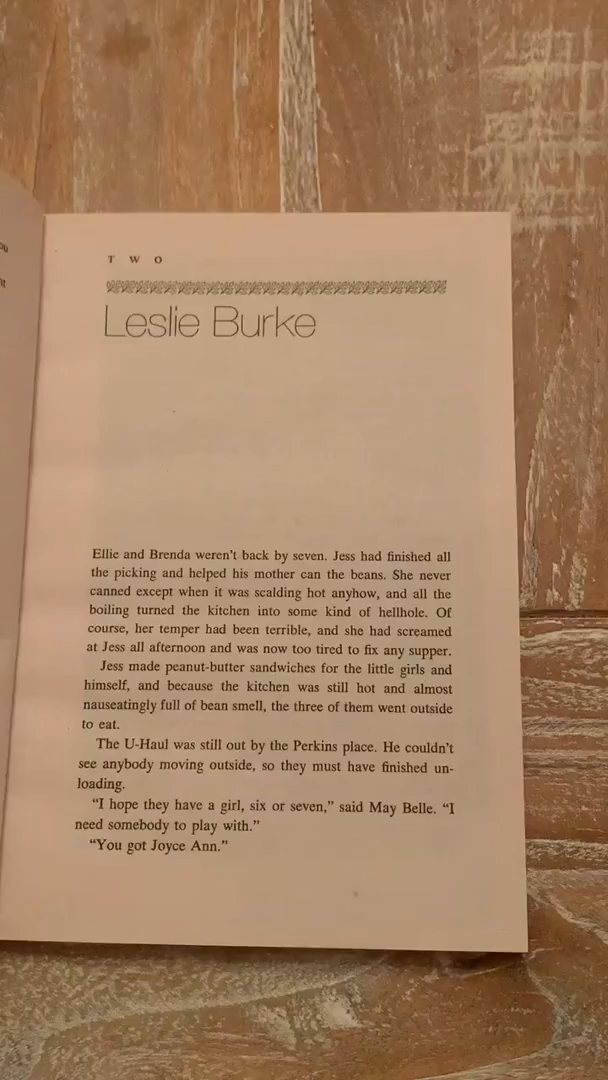 TWO
Leslie Burke
Ellie and Brenda weren't back by seven. Jess had finished all
the picking and helped his mother can the beans. She never
canned except when it was scalding hot anyhow, and all the
boiling turned the kitchen into some kind of hellhole. Of
course, her temper had been terrible, and she had screamed
at Jess all afternoon and was now too tired to fix any supper.
Jess made peanut-butter sandwiches for the little girls and
himself, and because the kitchen was still hot and almost
nauseatingly full of bean smell, the three of them went outside
to eat.
The U-Haul was still out by the Perkins place. He couldn't
see anybody moving outside, so they must have finished un-
loading.
“I hope they have a girl, six or seven,” said May Belle. “I
need somebody to play with.”
“You got Joyce Ann.”